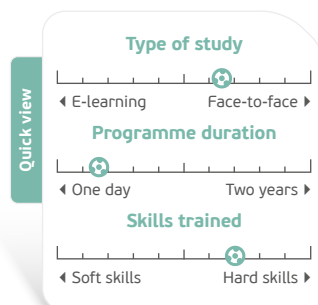 Quick view
Type of study
E-learning Face-to-face
Programme duration
One day Two years
Skills trained
Soft skills Hard skills